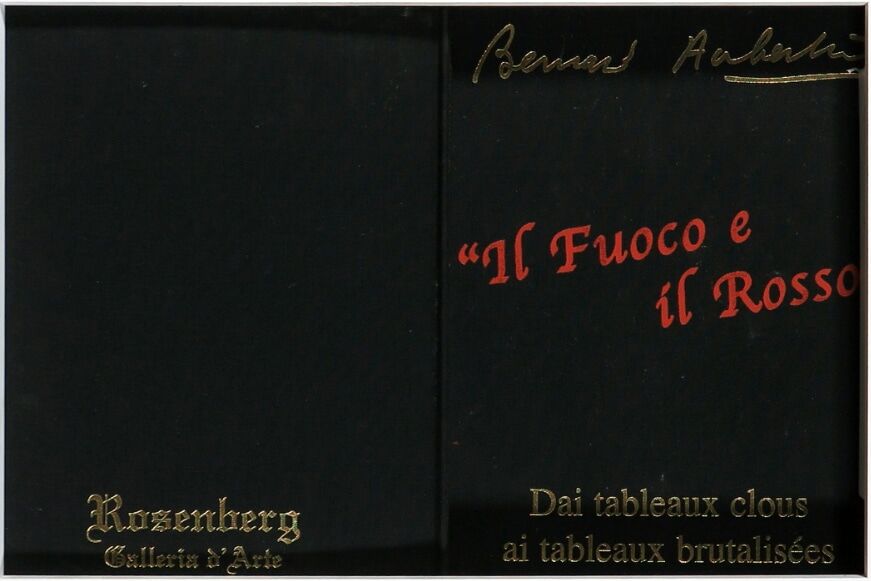 Bernard Aubertin
“Il Fuoco e
il Rosso
Dai tableaux clous
ai tableaux brutalisées
Rosenberg
Galleria d'Arte